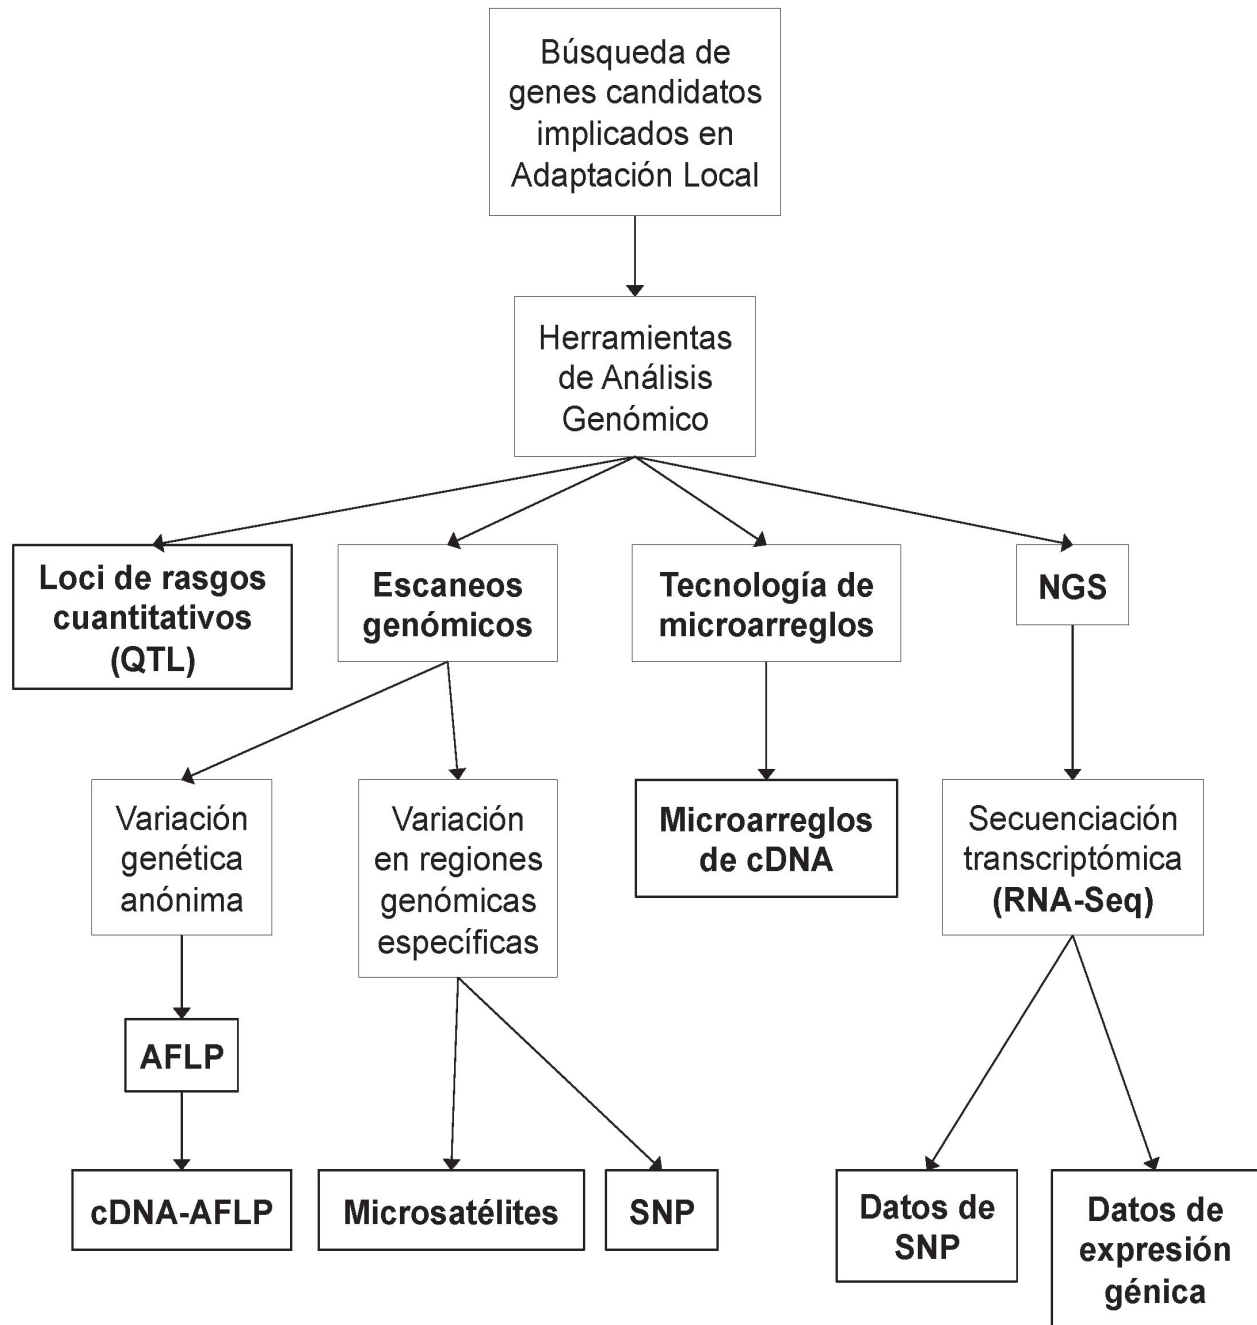 Búsqueda de
genes candidatos
implicados en
Adaptación Local
Herramientas
de Análisis
Genómico
Loci de rasgos
cuantitativos
(QTL)
Escaneos
genómicos
Tecnología de
microarreglos
NGS
Variación
genética
anónima
Variación
en regiones
genómicas
específicas
Microarreglos
de cDNA
Secuenciación
transcriptómica
(RNA-Seq)
AFLP
cDNA-AFLP
Microsatélites
SNP
Datos de
SNP
Datos de
expresión
génica